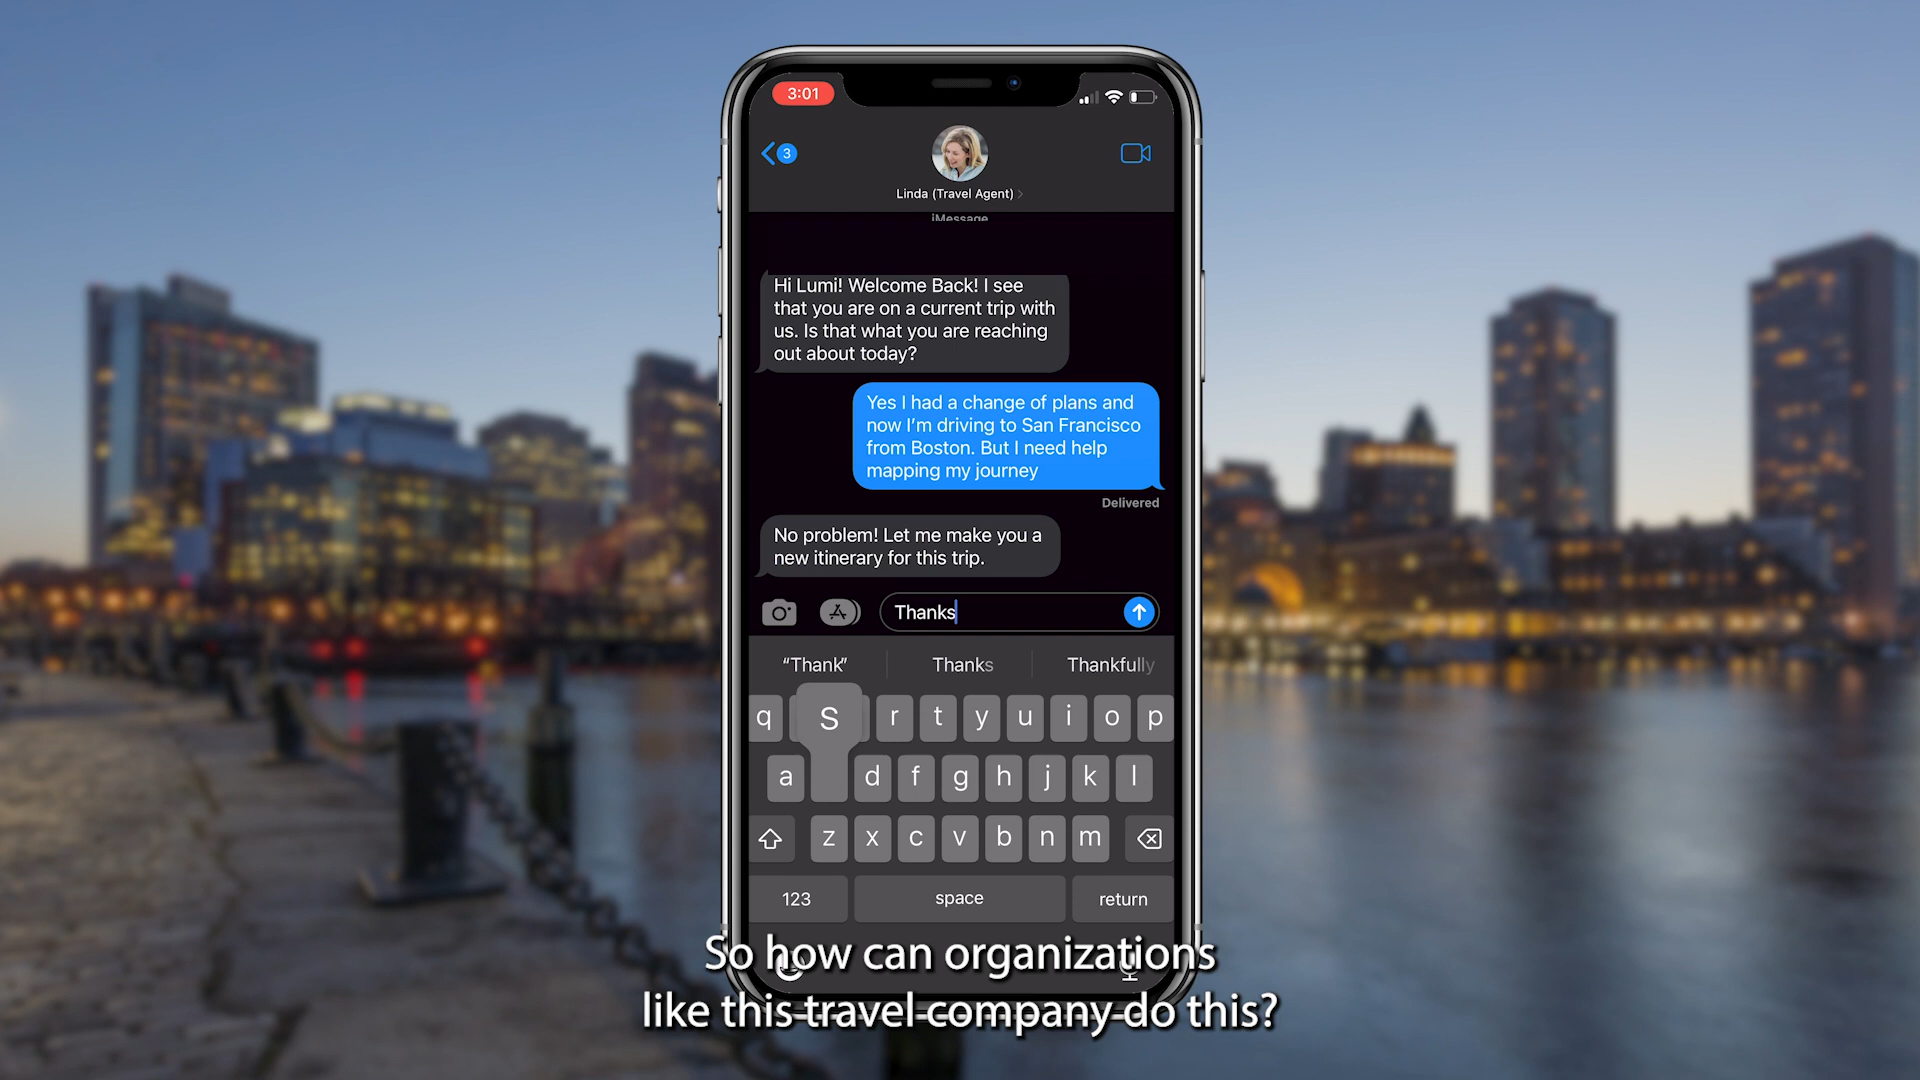 3:01
3
Linda (Travel Agent)
iMessage
Hi Lumi! Welcome Back! I see
that you are on a current trip with
us. Is that what you are reaching
out about today?
Yes I had a change of plans and
now I'm driving to San Francisco
from Boston. But I need help
mapping my journey
Delivered
No problem! Let me make you a
new itinerary for this trip.
Thanks
“Thank” Thanks Thankfully
q S r t y u i o p
a d f g h j k l
z x c v b n m
123 space return
So how can organizations
like this travel company do this?